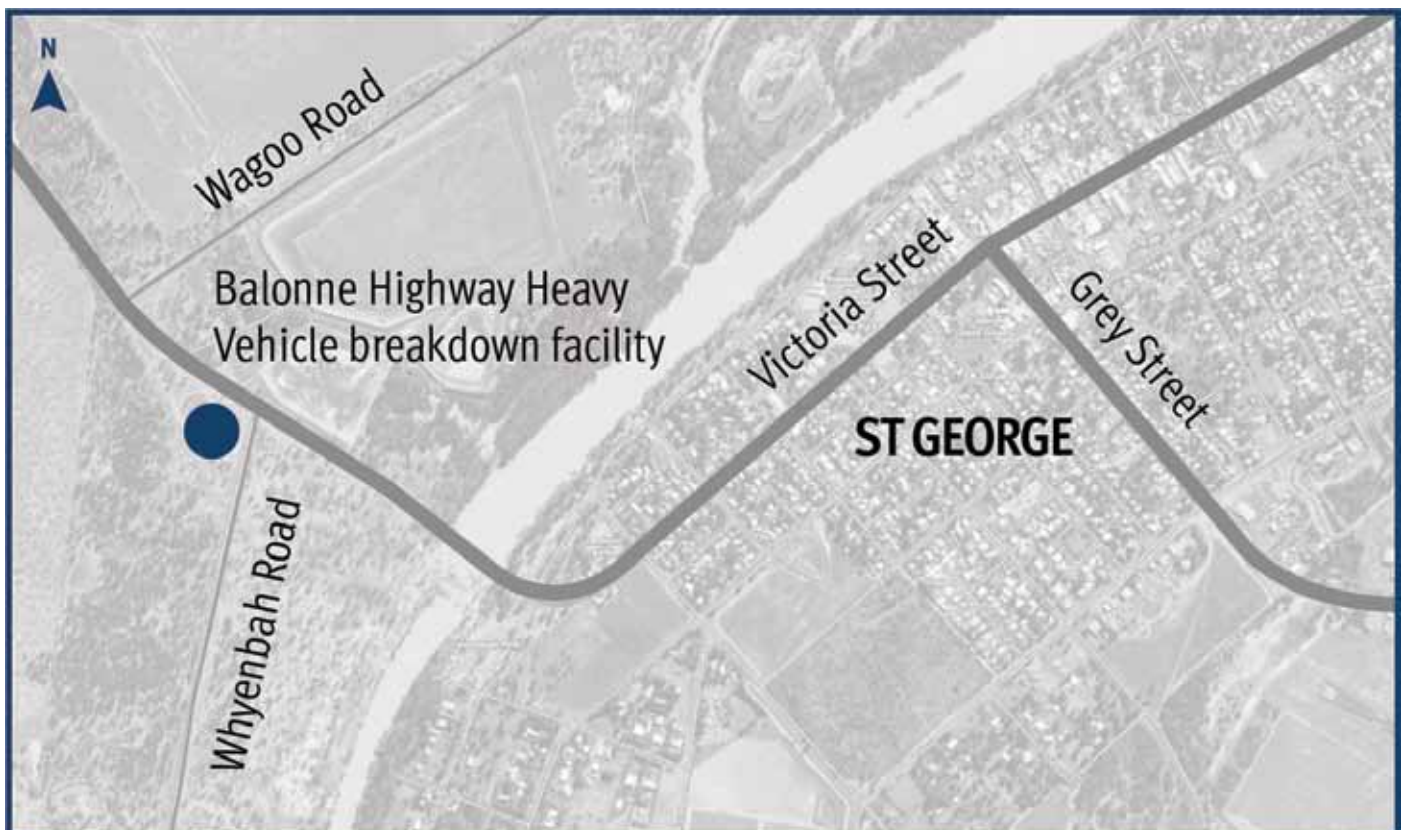 N
Wagoo Road
Balonne Highway Heavy
Vehicle breakdown facility
Victoria Street
Grey Street
ST GEORGE
Whyenbah Road